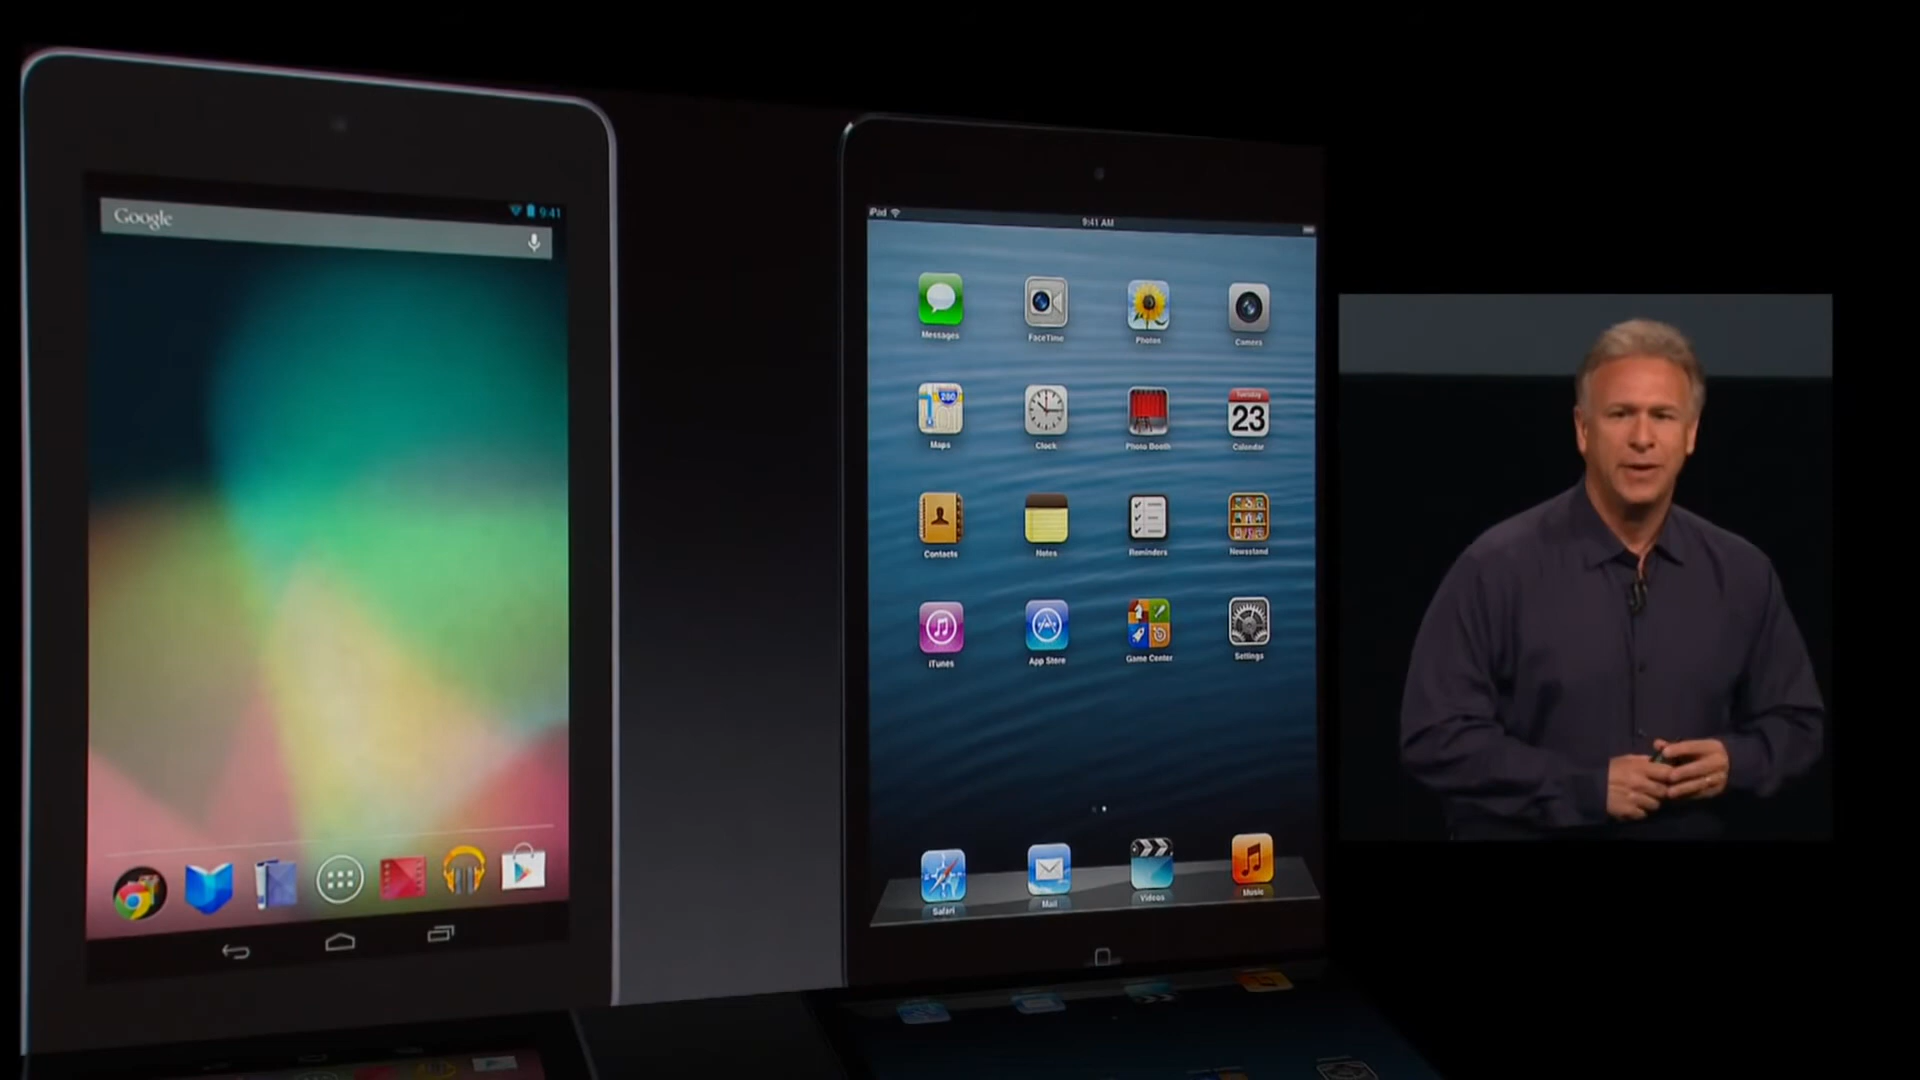 Google
9:41
iPad
9:41 AM
Messages
FaceTime
Photos
Camera
280
Tuesday
23
Maps
Clock
Photo Booth
Calendar
Contacts
Notes
Reminders
Newsstand
iTunes
App Store
Game Center
Settings
Safari
Mail
Videos
Music